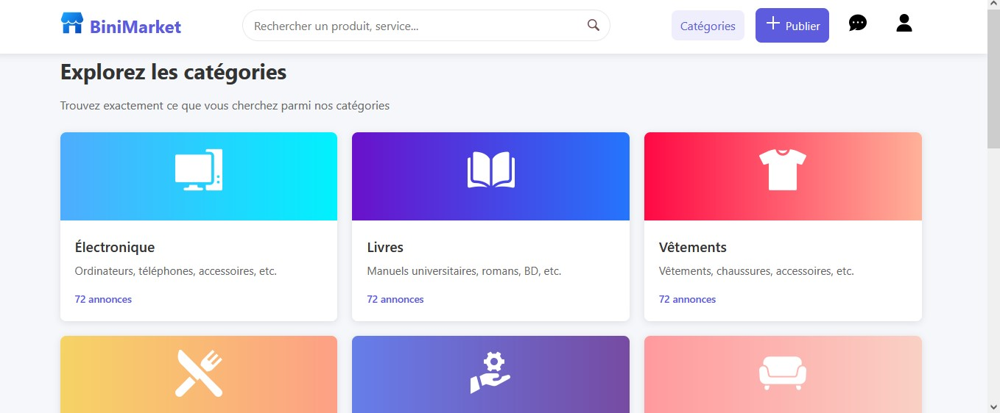 BiniMarket
Rechercher un produit, service...
Catégories
Publier
Explorez les catégories
Trouvez exactement ce que vous cherchez parmi nos catégories
Électronique
Ordinateurs, téléphones, accessoires, etc.
72 annonces
Livres
Manuels universitaires, romans, BD, etc.
72 annonces
Vêtements
Vêtements, chaussures, accessoires, etc.
72 annonces